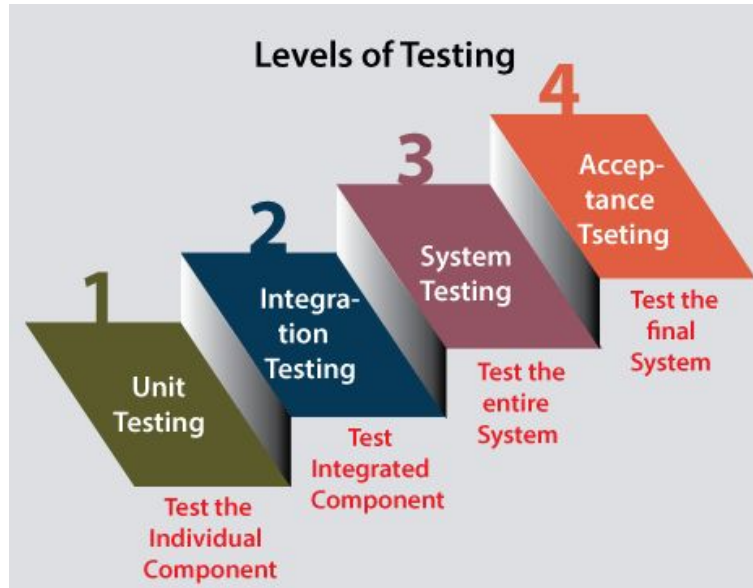 Levels of Testing
1
Unit
Testing
Test the
Individual
Component
2
Integra-
tion
Testing
Test
Integrated
Component
3
System
Testing
Test the
entire
System
4
Accep-
tance
Tseting
Test the
final
System